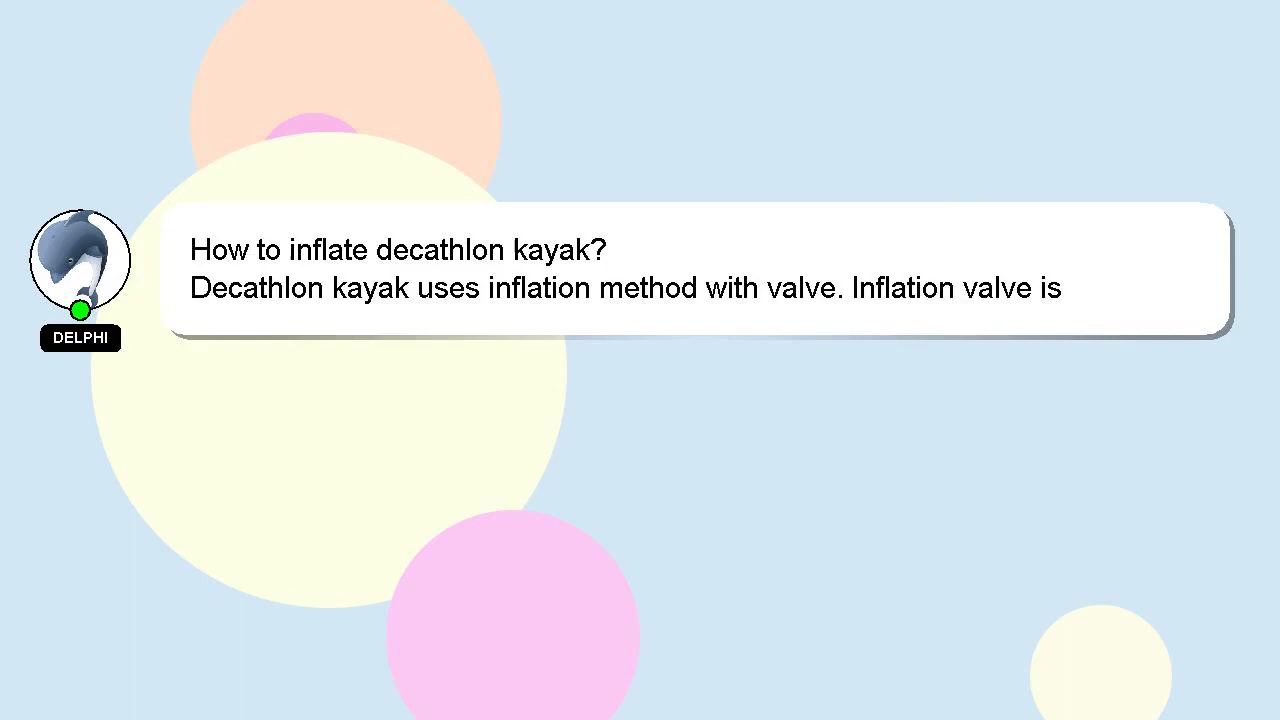 How to inflate decathlon kayak?
Decathlon kayak uses inflation method with valve. Inflation valve is
DELPHI